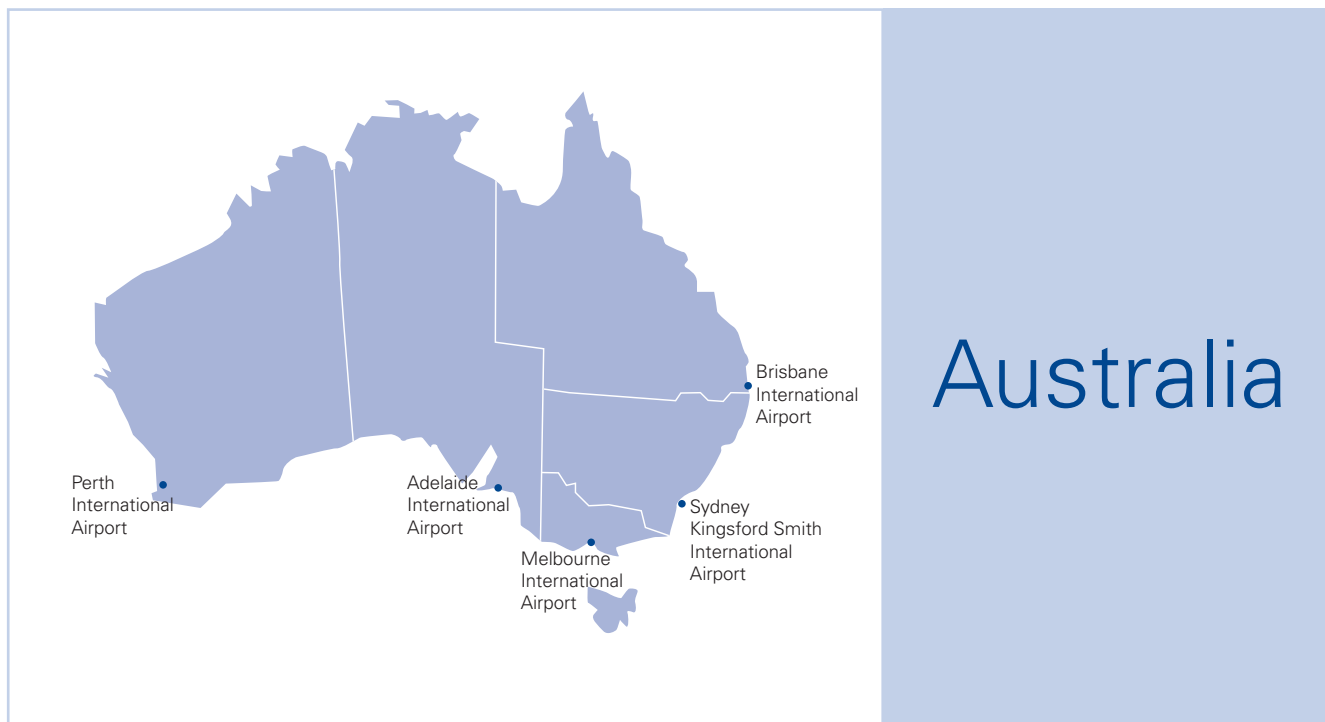 Brisbane
International
Airport
Australia
Perth
International
Airport
Adelaide
International
Airport
Sydney
Kingsford Smith
International
Airport
Melbourne
International
Airport